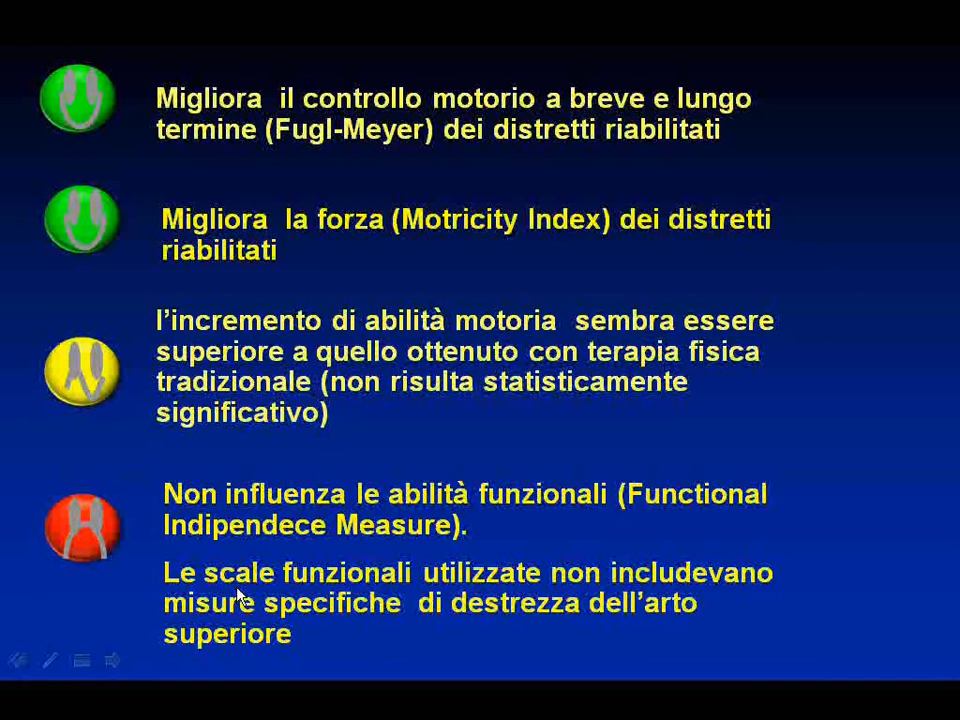 Migliora il controllo motorio a breve e lungo
termine (Fugl-Meyer) dei distretti riabilitati
Migliora la forza (Motricity Index) dei distretti
riabilitati
l'incremento di abilità motoria sembra essere
superiore a quello ottenuto con terapia fisica
tradizionale (non risulta statisticamente
significativo)
Non influenza le abilità funzionali (Functional
Indipendece Measure).
Le scale funzionali utilizzate non includevano
misure specifiche di destrezza dell'arto
superiore